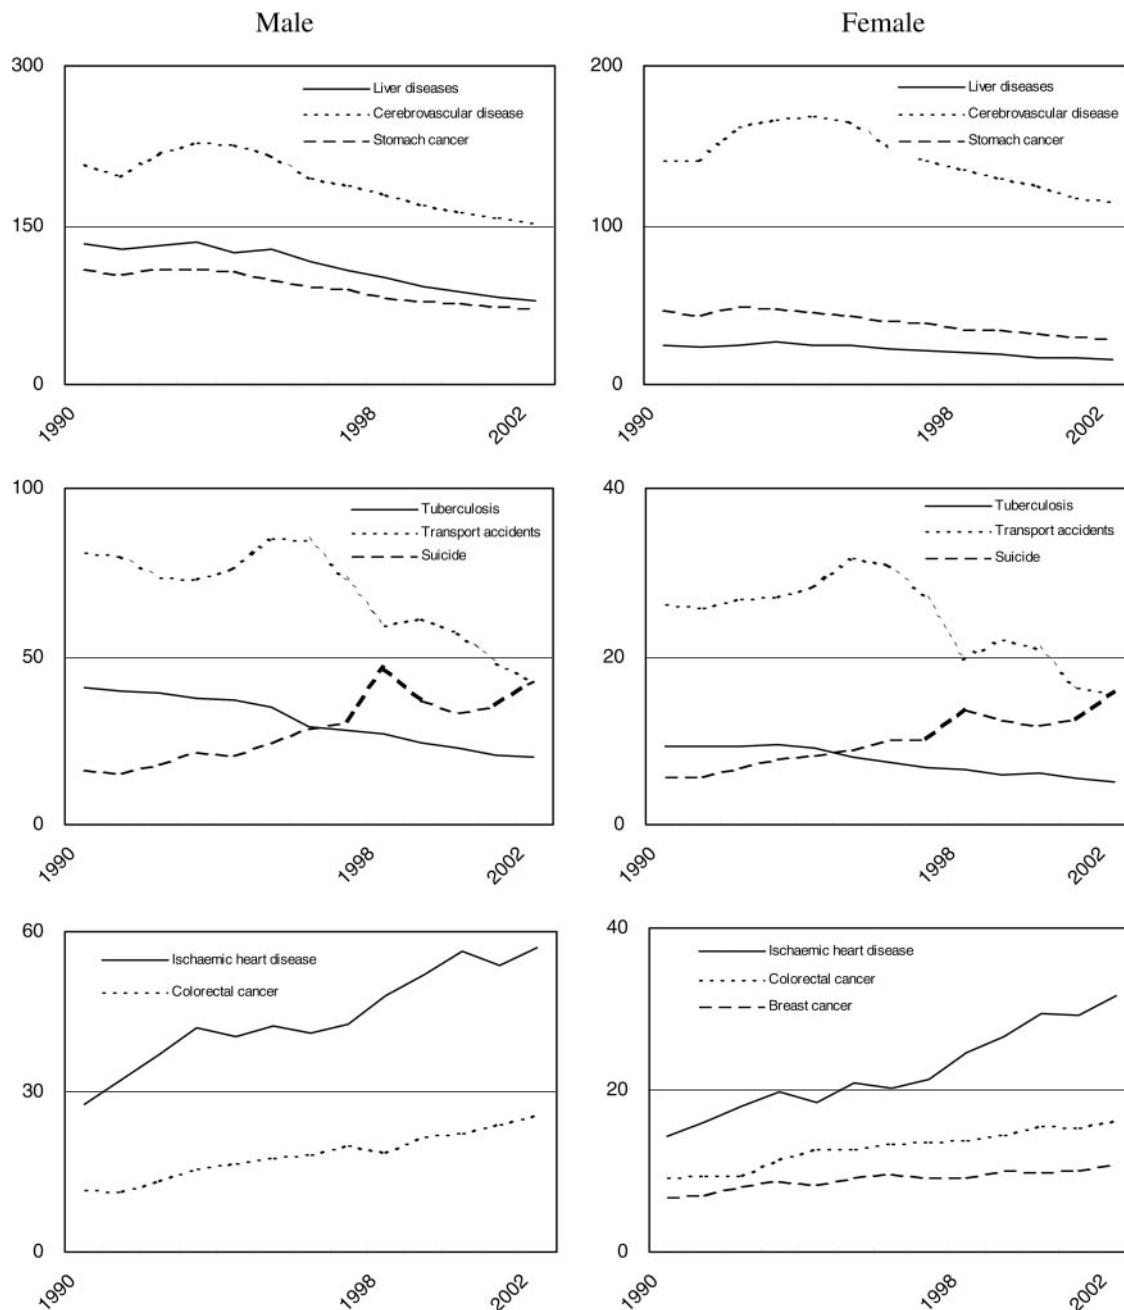 Male
300
Liver diseases
Cerebrovascular disease
Stomach cancer
150
0
1990
1998
2002
Female
200
Liver diseases
Cerebrovascular disease
Stomach cancer
100
0
1990
1998
2002
100
Tuberculosis
Transport accidents
Suicide
50
0
1990
1998
2002
40
Tuberculosis
Transport accidents
Suicide
20
0
1990
1998
2002
60
Ischaemic heart disease
Colorectal cancer
30
0
1990
1998
2002
40
Ischaemic heart disease
Colorectal cancer
Breast cancer
20
0
1990
1998
2002